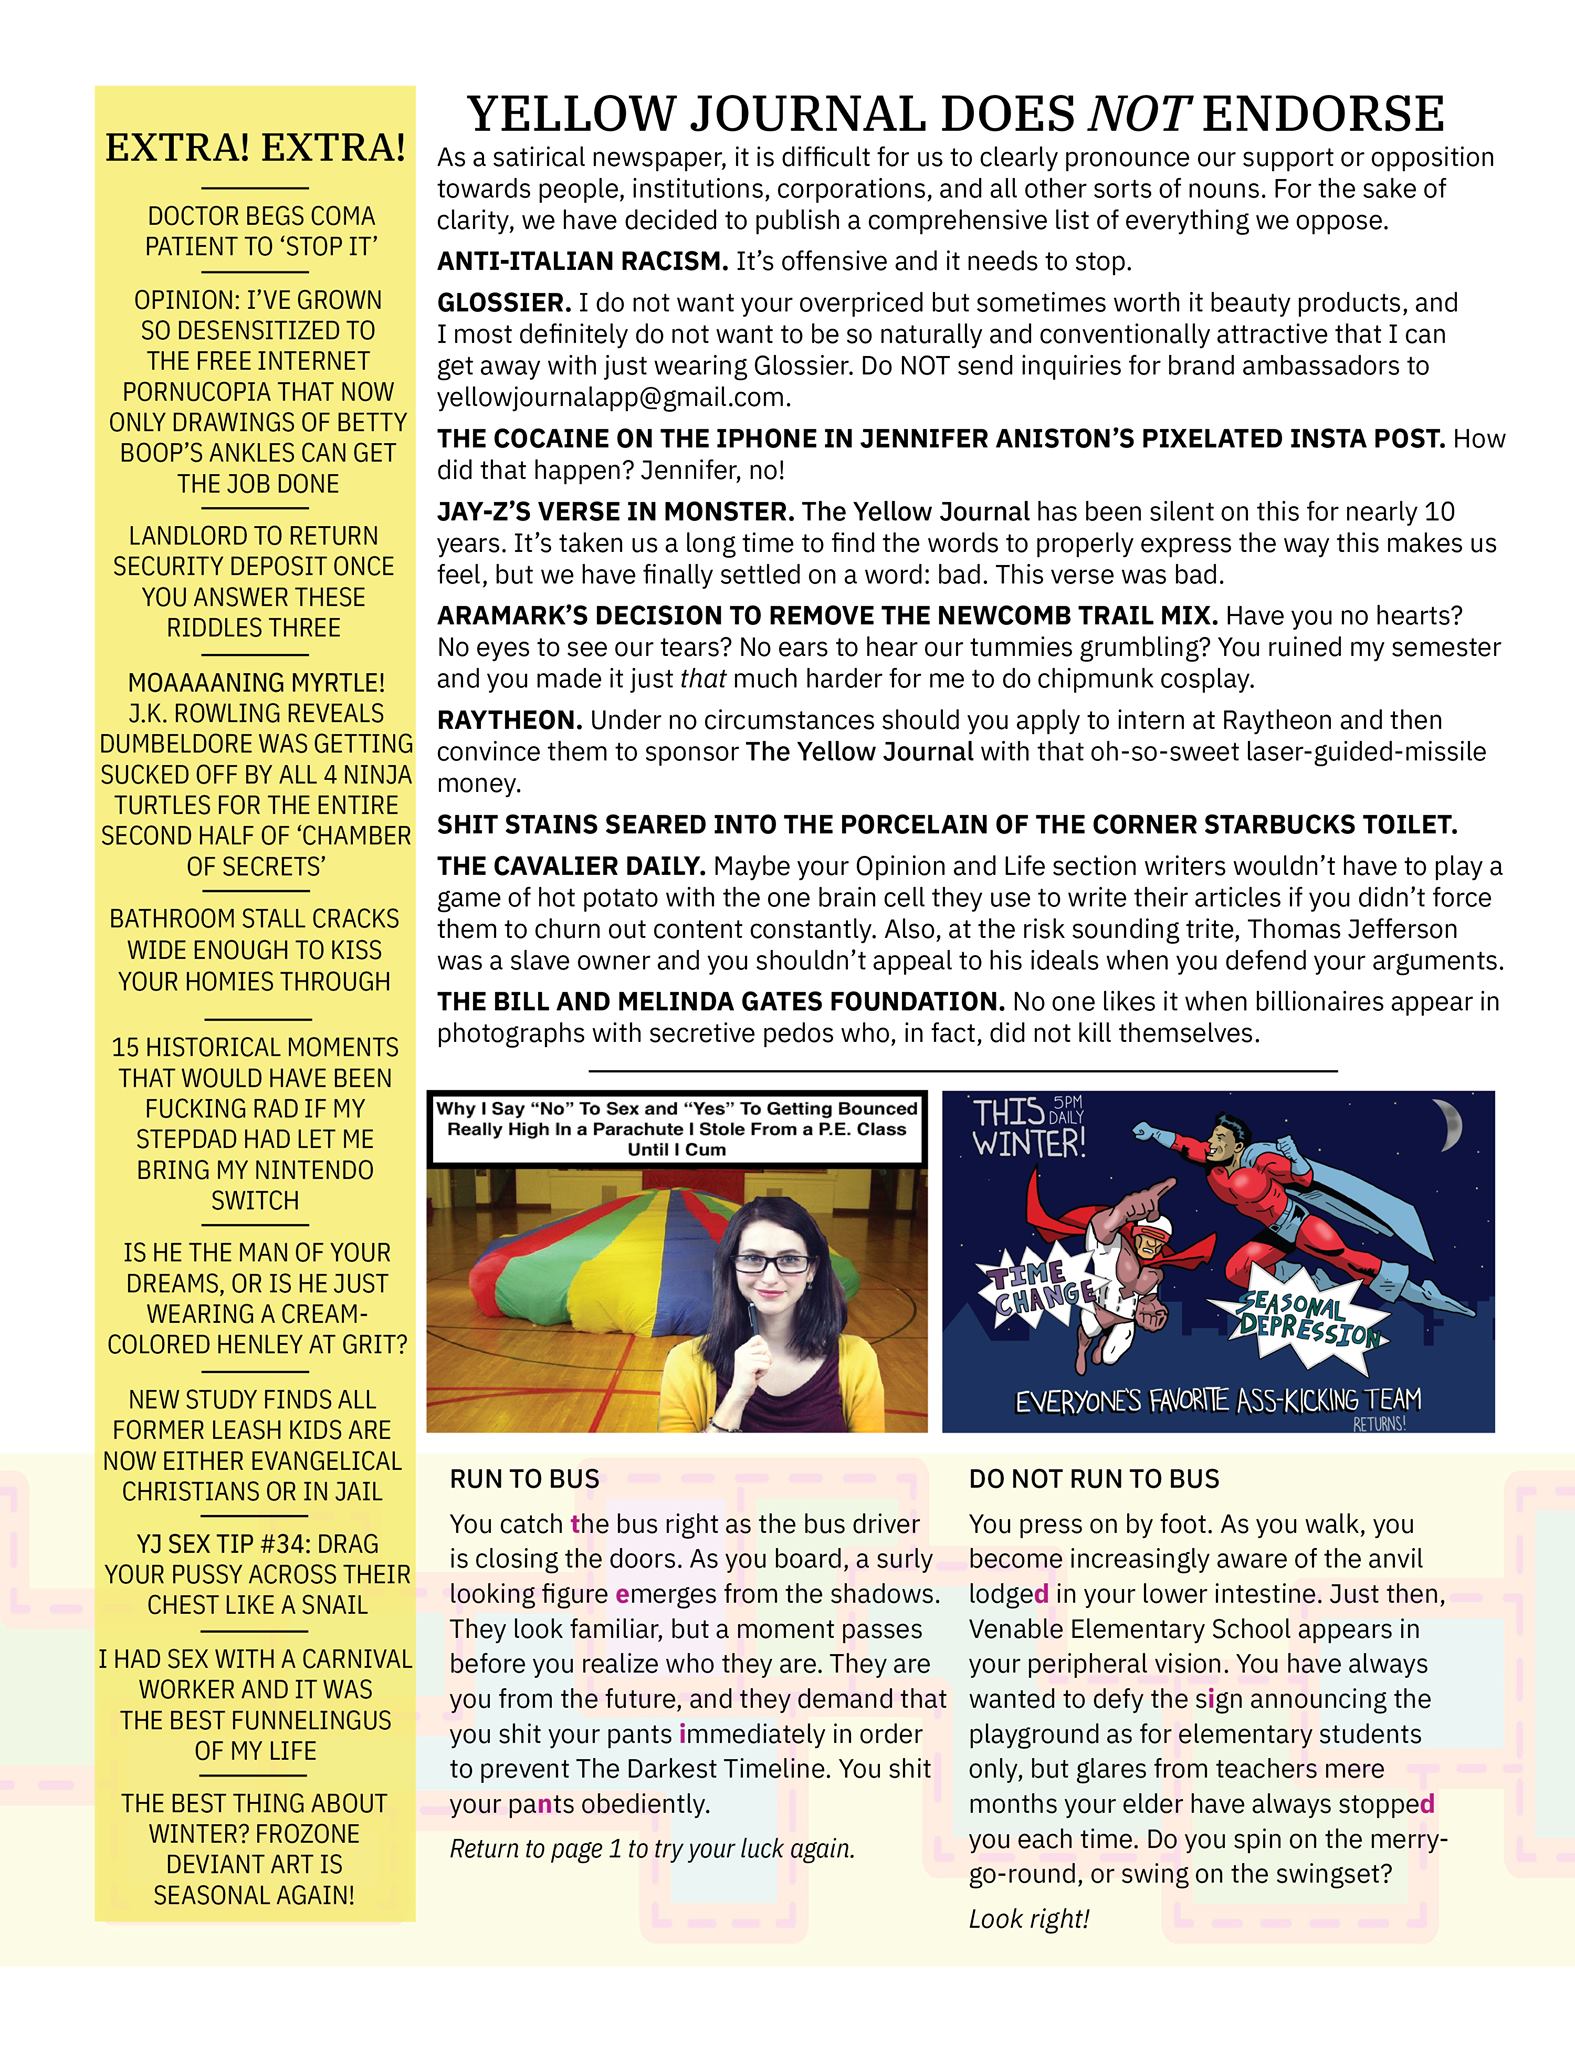 EXTRA! EXTRA!
DOCTOR BEGS COMA
PATIENT TO ‘STOP IT’
OPINION: I’VE GROWN
SO DESENSITIZED TO
THE FREE INTERNET
PORNUCOPIA THAT NOW
ONLY DRAWINGS OF BETTY
BOOP’S ANKLES CAN GET
THE JOB DONE
LANDLORD TO RETURN
SECURITY DEPOSIT ONCE
YOU ANSWER THESE
RIDDLES THREE
MOAAAANING MYRTLE!
J.K. ROWLING REVEALS
DUMBELDORE WAS GETTING
SUCKED OFF BY ALL 4 NINJA
TURTLES FOR THE ENTIRE
SECOND HALF OF ‘CHAMBER
OF SECRETS’
BATHROOM STALL CRACKS
WIDE ENOUGH TO KISS
YOUR HOMIES THROUGH
15 HISTORICAL MOMENTS
THAT WOULD HAVE BEEN
FUCKING RAD IF MY
STEPDAD HAD LET ME
BRING MY NINTENDO
SWITCH
IS HE THE MAN OF YOUR
DREAMS, OR IS HE JUST
WEARING A CREAM-
COLORED HENLEY AT GRIT?
NEW STUDY FINDS ALL
FORMER LEASH KIDS ARE
NOW EITHER EVANGELICAL
CHRISTIANS OR IN JAIL
YJ SEX TIP #34: DRAG
YOUR PUSSY ACROSS THEIR
CHEST LIKE A SNAIL
I HAD SEX WITH A CARNIVAL
WORKER AND IT WAS
THE BEST FUNNELINGUS
OF MY LIFE
THE BEST THING ABOUT
WINTER? FROZONE
DEVIANT ART IS
SEASONAL AGAIN!
YELLOW JOURNAL DOES NOT ENDORSE
As a satirical newspaper, it is difficult for us to clearly pronounce our support or opposition
towards people, institutions, corporations, and all other sorts of nouns. For the sake of
clarity, we have decided to publish a comprehensive list of everything we oppose.
ANTI-ITALIAN RACISM. It’s offensive and it needs to stop.
GLOSSIER. I do not want your overpriced but sometimes worth it beauty products, and
I most definitely do not want to be so naturally and conventionally attractive that I can
get away with just wearing Glossier. Do NOT send inquiries for brand ambassadors to
yellowjournalapp@gmail.com.
THE COCAINE ON THE IPHONE IN JENNIFER ANISTON’S PIXELATED INSTA POST. How
did that happen? Jennifer, no!
JAY-Z’S VERSE IN MONSTER. The Yellow Journal has been silent on this for nearly 10
years. It’s taken us a long time to find the words to properly express the way this makes us
feel, but we have finally settled on a word: bad. This verse was bad.
ARAMARK’S DECISION TO REMOVE THE NEWCOMB TRAIL MIX. Have you no hearts?
No eyes to see our tears? No ears to hear our tummies grumbling? You ruined my semester
and you made it just that much harder for me to do chipmunk cosplay.
RAYTHEON. Under no circumstances should you apply to intern at Raytheon and then
convince them to sponsor The Yellow Journal with that oh-so-sweet laser-guided-missile
money.
SHIT STAINS SEARED INTO THE PORCELAIN OF THE CORNER STARBUCKS TOILET.
THE CAVALIER DAILY. Maybe your Opinion and Life section writers wouldn’t have to play a
game of hot potato with the one brain cell they use to write their articles if you didn’t force
them to churn out content constantly. Also, at the risk sounding trite, Thomas Jefferson
was a slave owner and you shouldn’t appeal to his ideals when you defend your arguments.
THE BILL AND MELINDA GATES FOUNDATION. No one likes it when billionaires appear in
photographs with secretive pedos who, in fact, did not kill themselves.
Why I Say “No” To Sex and “Yes” To Getting Bounced
Really High In a Parachute I Stole From a P.E. Class
Until I Cum
THIS 5PM DAILY
WINTER!
TIME
CHANGE
SEASONAL
DEPRESSION
EVERYONE'S FAVORITE ASS-KICKING TEAM
RETURNS!
RUN TO BUS
You catch the bus right as the bus driver
is closing the doors. As you board, a surly
looking figure emerges from the shadows.
They look familiar, but a moment passes
before you realize who they are. They are
you from the future, and they demand that
you shit your pants immediately in order
to prevent The Darkest Timeline. You shit
your pants obediently.
Return to page 1 to try your luck again.
DO NOT RUN TO BUS
You press on by foot. As you walk, you
become increasingly aware of the anvil
lodged in your lower intestine. Just then,
Venable Elementary School appears in
your peripheral vision. You have always
wanted to defy the sign announcing the
playground as for elementary students
only, but glares from teachers mere
months your elder have always stopped
you each time. Do you spin on the merry-
go-round, or swing on the swingset?
Look right!